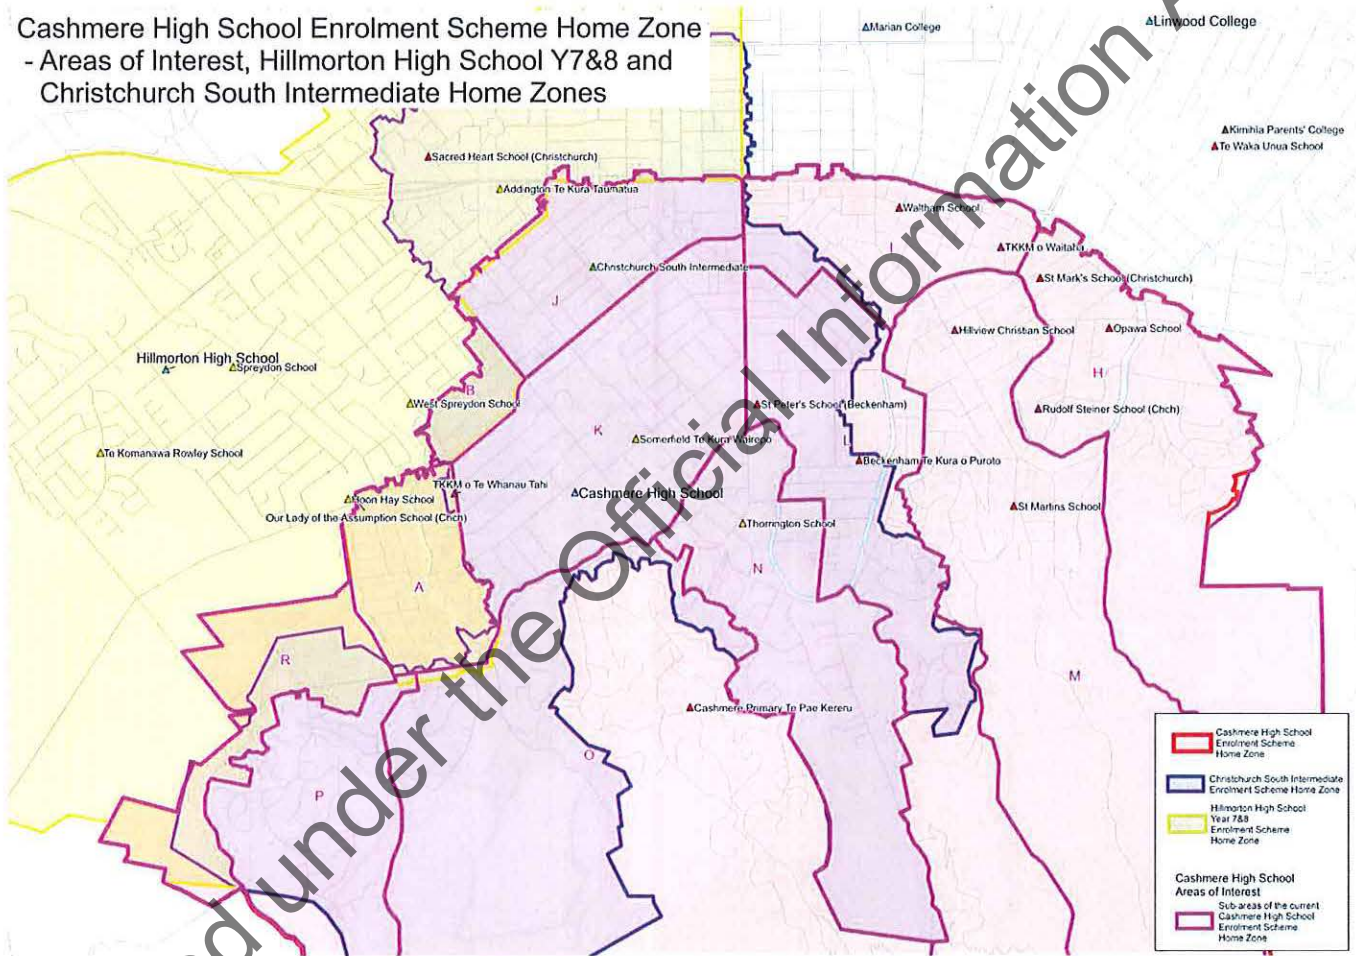 Cashmere High School Enrolment Scheme Home Zone
- Areas of Interest, Hillmorton High School Y7&8 and
Christchurch South Intermediate Home Zones
Marian College
Linwood College
Kimihia Parents' College
Te Waka Unua School
Sacred Heart School (Christchurch)
Addington Te Kura Taumatua
Waltham School
I
TKKM o Waitaha
Christchurch South Intermediate
St Mark's School (Christchurch)
J
Hillview Christian School
Opawa School
Hillmorton High School
Spreydon School
H
B
West Spreydon School
St Peter's School (Beckenham)
Rudolf Steiner School (Chch)
K
Somerfield Te Kura Wairepo
L
Te Komanawa Rowley School
Beckenham Te Kura o Puroto
TKKM o Te Whanau Tahi
Cashmere High School
Hoon Hay School
St Martins School
Our Lady of the Assumption School (Chch)
Thorrington School
N
A
R
M
Cashmere Primary Te Pae Kereru
O
P
Cashmere High School
Enrolment Scheme
Home Zone
Christchurch South Intermediate
Enrolment Scheme Home Zone
Hillmorton High School
Year 7&8
Enrolment Scheme
Home Zone
Cashmere High School
Areas of Interest
Sub-areas of the current
Cashmere High School
Enrolment Scheme
Home Zone
under the Official Information